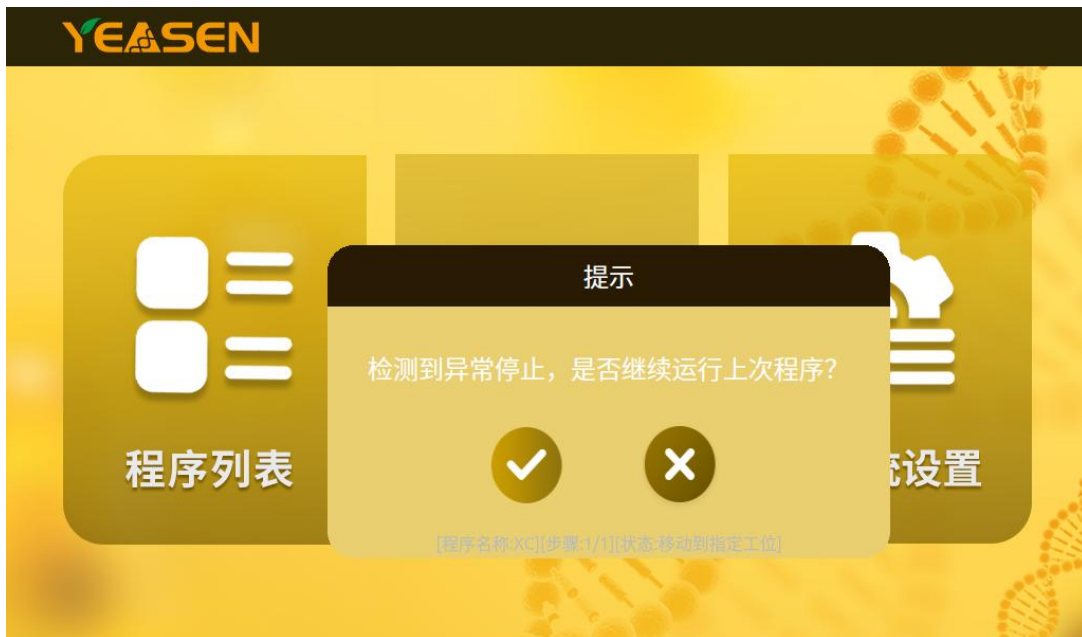 YEASEN
提示
检测到异常停止，是否继续运行上次程序？
程序列表
设置
[程序名称:XC][步骤:1/1][状态:移动到指定工位]